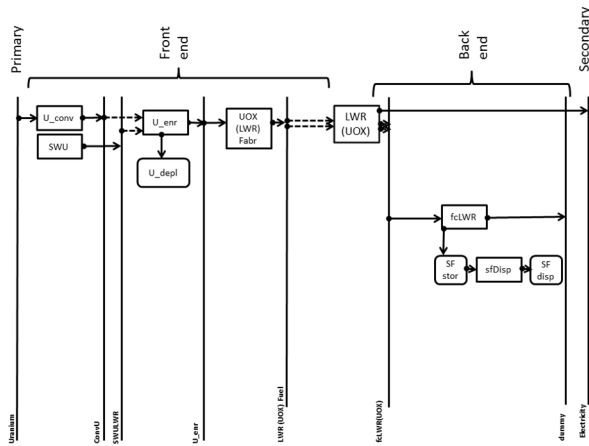 Primary
Front
end
Back
end
Secondary
U_conv
SWU
U_enr
U_depl
UOX
(LWR)
Fabr
LWR
(UOX)
fcLWR
SF
stor
sfDisp
SF
disp
Uranium
ConvU
SWULWR
U_enr
LWR (UOX) Fuel
fcLWR(UOX)
dummy
Electricity